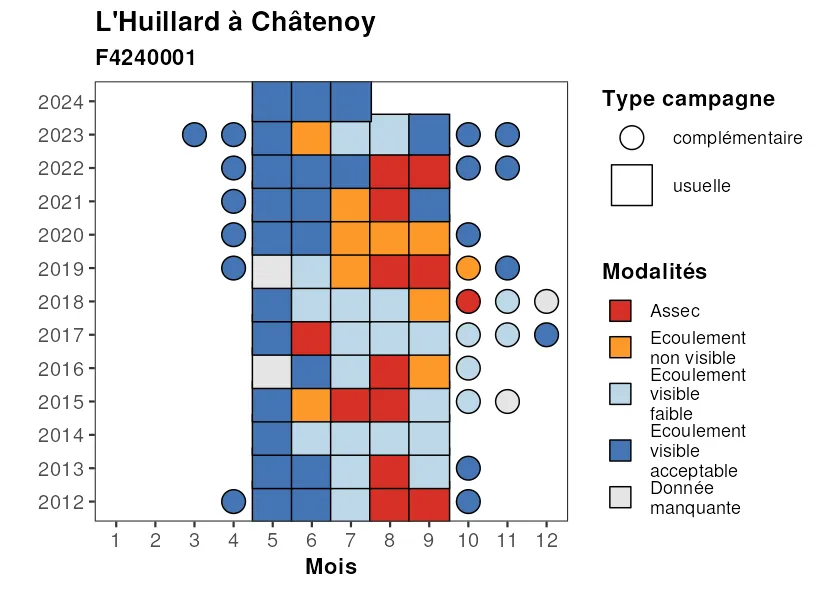 L'Huillard à Châtenoy
F4240001
2024
2023
2022
2021
2020
2019
2018
2017
2016
2015
2014
2013
2012
1 2 3 4 5 6 7 8 9 10 11 12
Mois
Type campagne
complémentaire
usuelle
Modalités
Assec
Ecoulement
non visible
Ecoulement
visible
faible
Ecoulement
visible
acceptable
Donnée
manquante